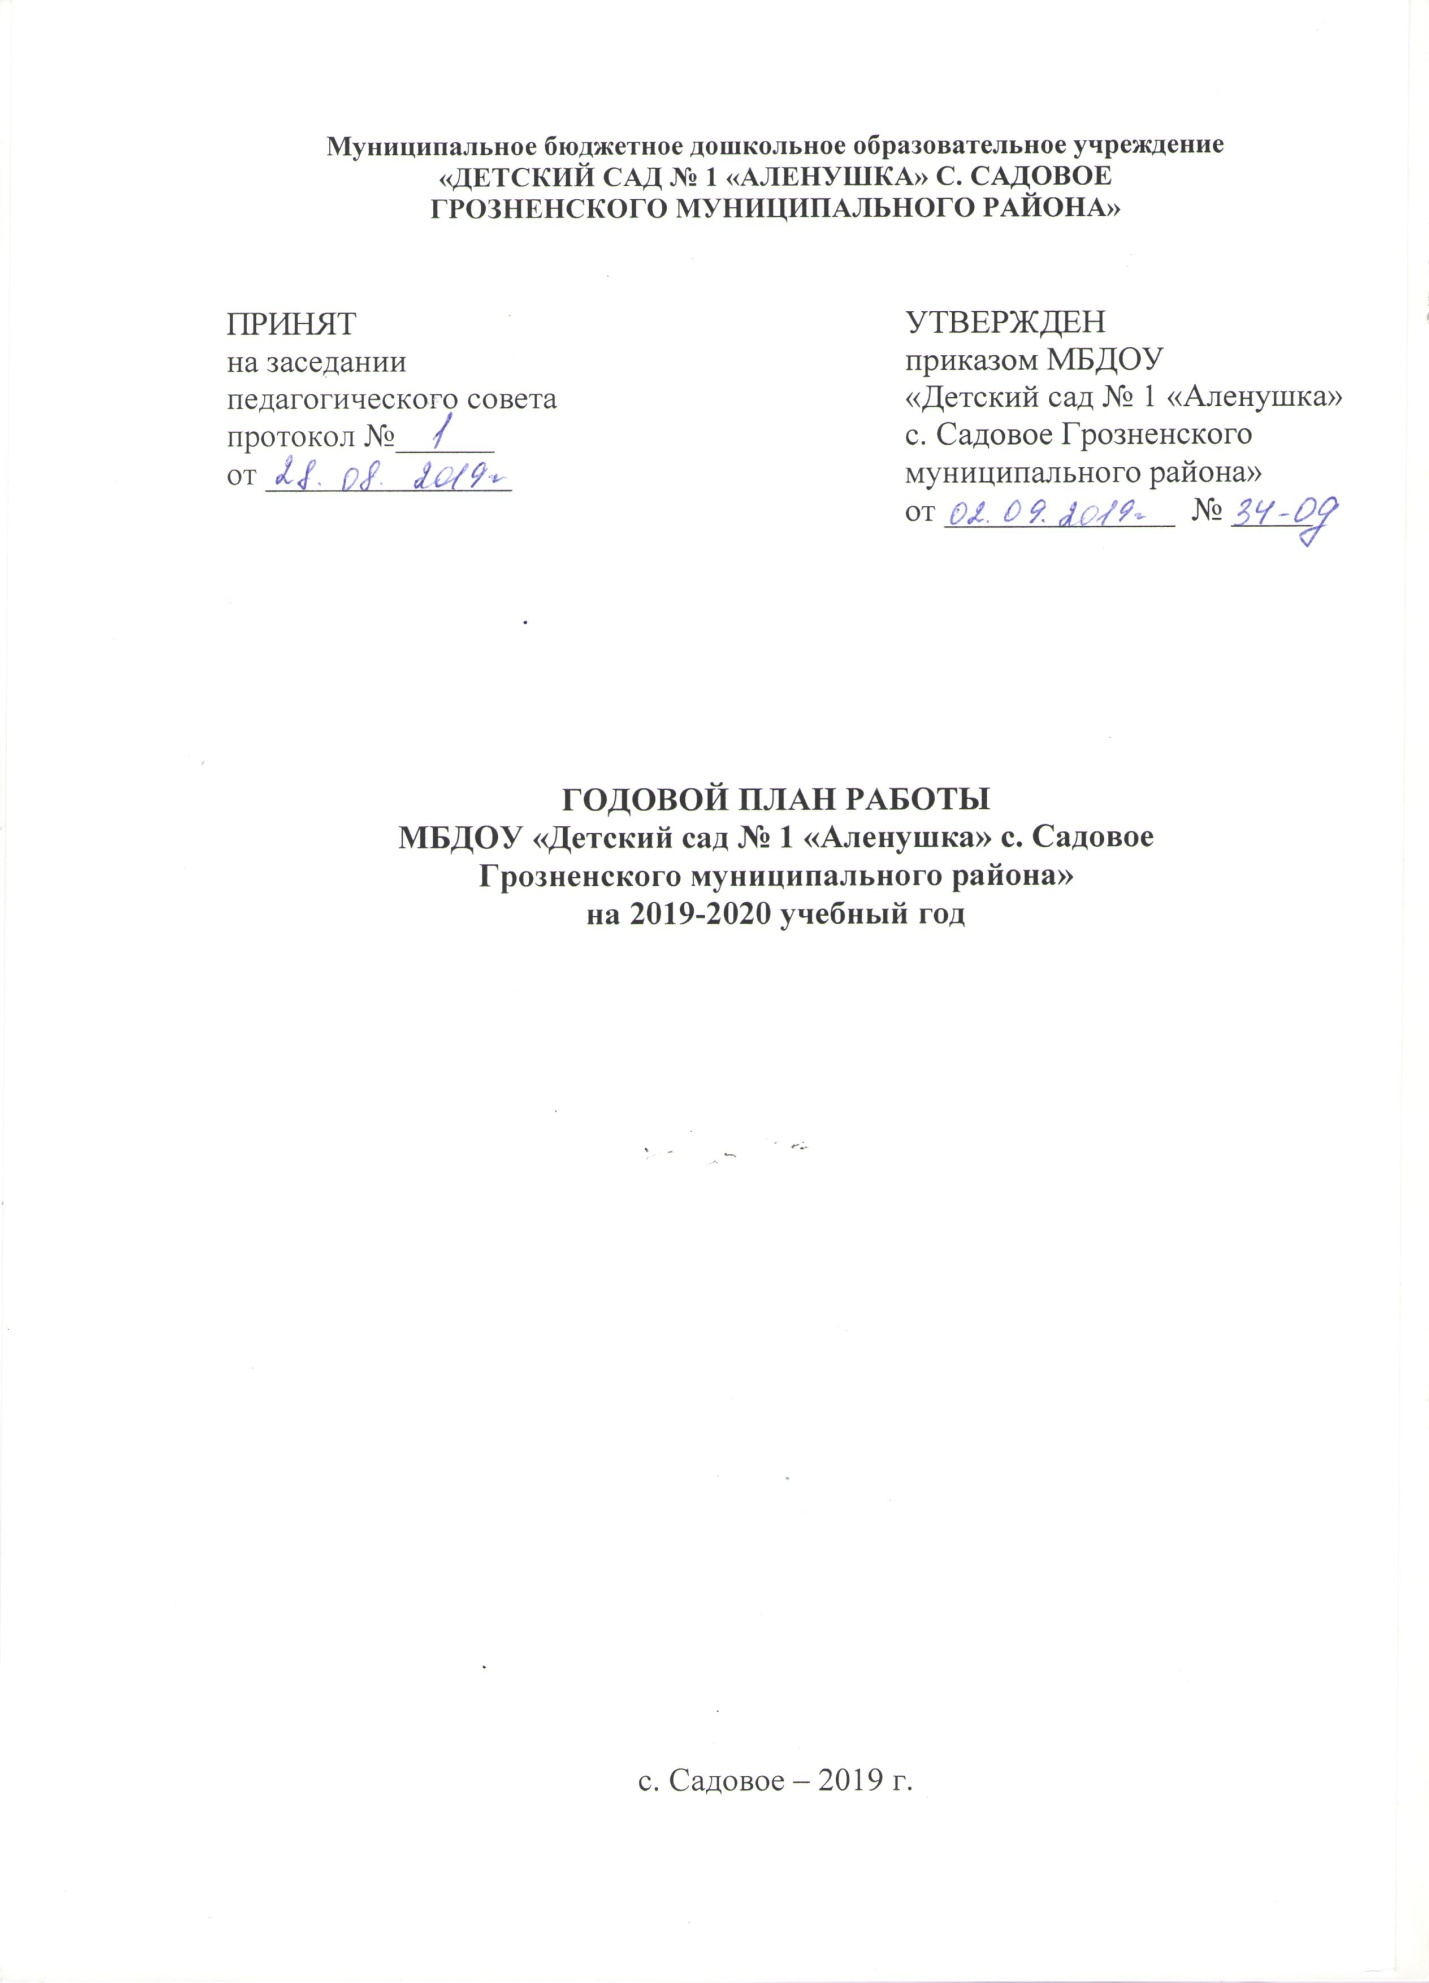 Муниципальное бюджетное дошкольное образовательное учреждение
«ДЕТСКИЙ САД № 1 «АЛЕНУШКА» С. САДОВОЕ
ГРОЗНЕНСКОГО МУНИЦИПАЛЬНОГО РАЙОНА»
ПРИНЯТ
на заседании
педагогического совета
протокол № 1
от 28. 08. 2019г
УТВЕРЖДЕН
приказом МБДОУ
«Детский сад № 1 «Аленушка»
с. Садовое Грозненского
муниципального района»
от 02. 09. 2019г № 34-од
ГОДОВОЙ ПЛАН РАБОТЫ
МБДОУ «Детский сад № 1 «Аленушка» с. Садовое
Грозненского муниципального района»
на 2019-2020 учебный год
с. Садовое – 2019 г.